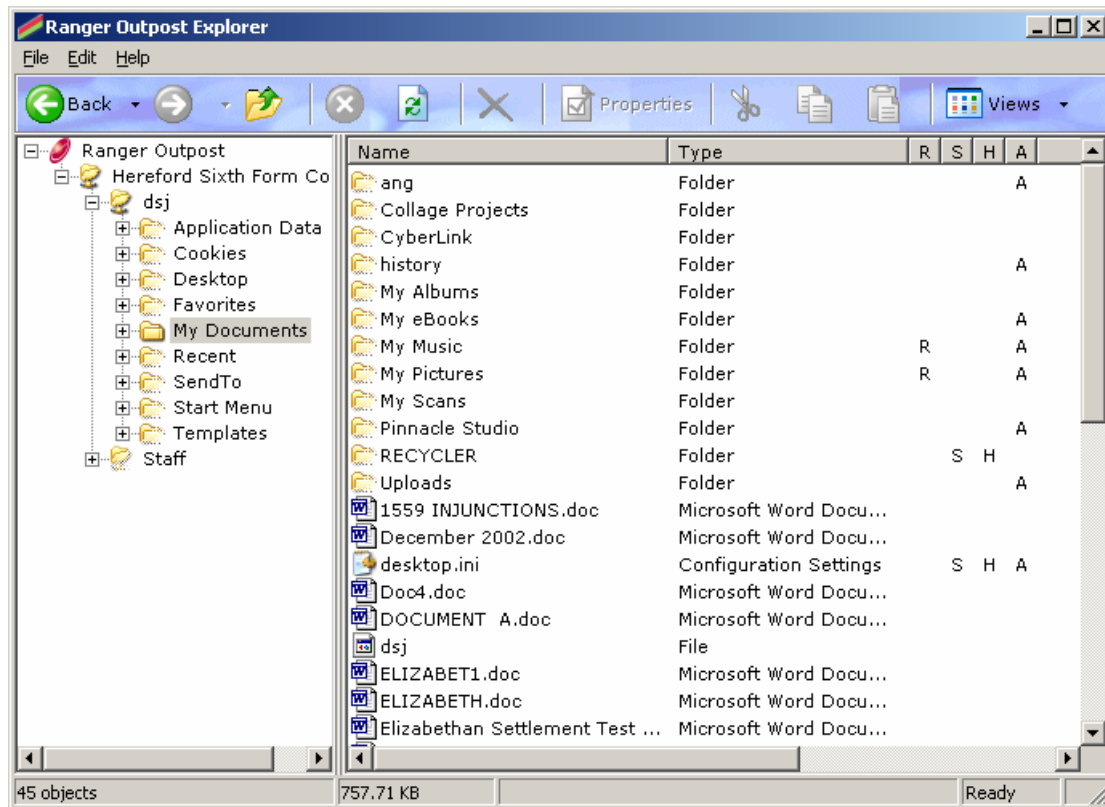 Ranger Outpost Explorer
File Edit Help
Back Properties Views
Ranger Outpost
Hereford Sixth Form Co
dsj
Application Data
Cookies
Desktop
Favorites
My Documents
Recent
SendTo
Start Menu
Templates
Staff
Name Type R S H A
ang Folder A
Collage Projects Folder
CyberLink Folder
history Folder A
My Albums Folder
My eBooks Folder A
My Music Folder R A
My Pictures Folder R A
My Scans Folder
Pinnacle Studio Folder A
RECYCLER Folder S H
Uploads Folder A
1559 INJUNCTIONS.doc Microsoft Word Docu...
December 2002.doc Microsoft Word Docu...
desktop.ini Configuration Settings S H A
Doc4.doc Microsoft Word Docu...
DOCUMENT A.doc Microsoft Word Docu...
dsj File
ELIZABET1.doc Microsoft Word Docu...
ELIZABETH.doc Microsoft Word Docu...
Elizabethan Settlement Test ... Microsoft Word Docu...
45 objects 757.71 KB Ready